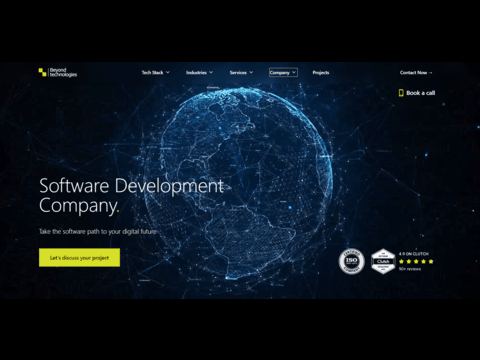 Beyond
technologies
Tech Stack
Industries
Services
Company
Projects
Contact Now →
Book a call
Software Development
Company.
Take the software path to your digital future
Let's discuss your project
ISO
Clutch
4.9 ON CLUTCH
90+ reviews